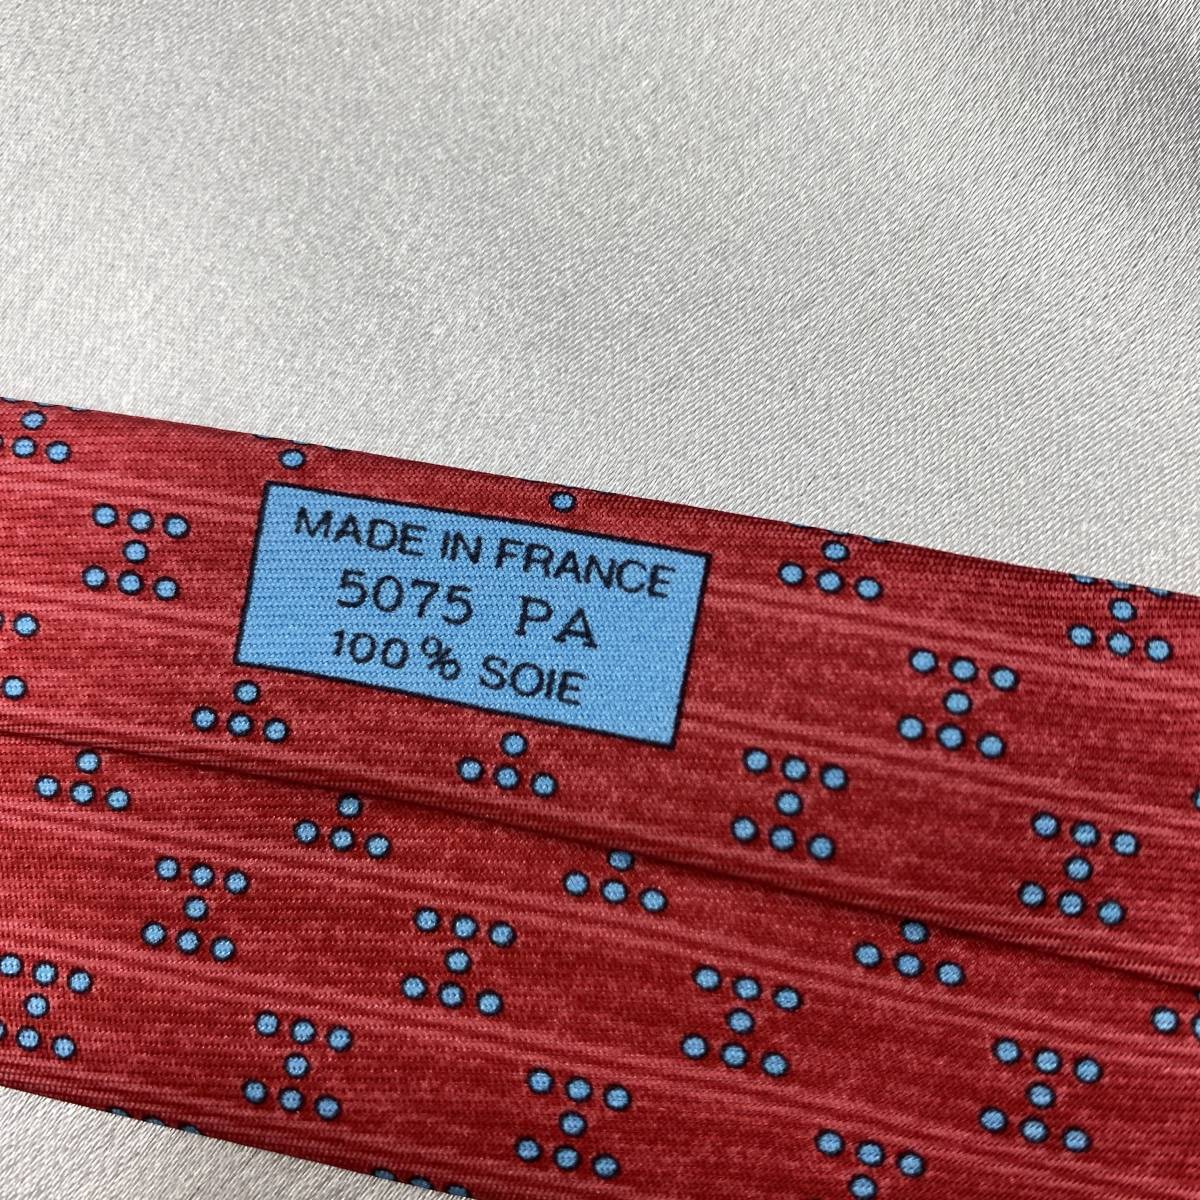 MADE IN FRANCE
5075 PA
100% SOIE